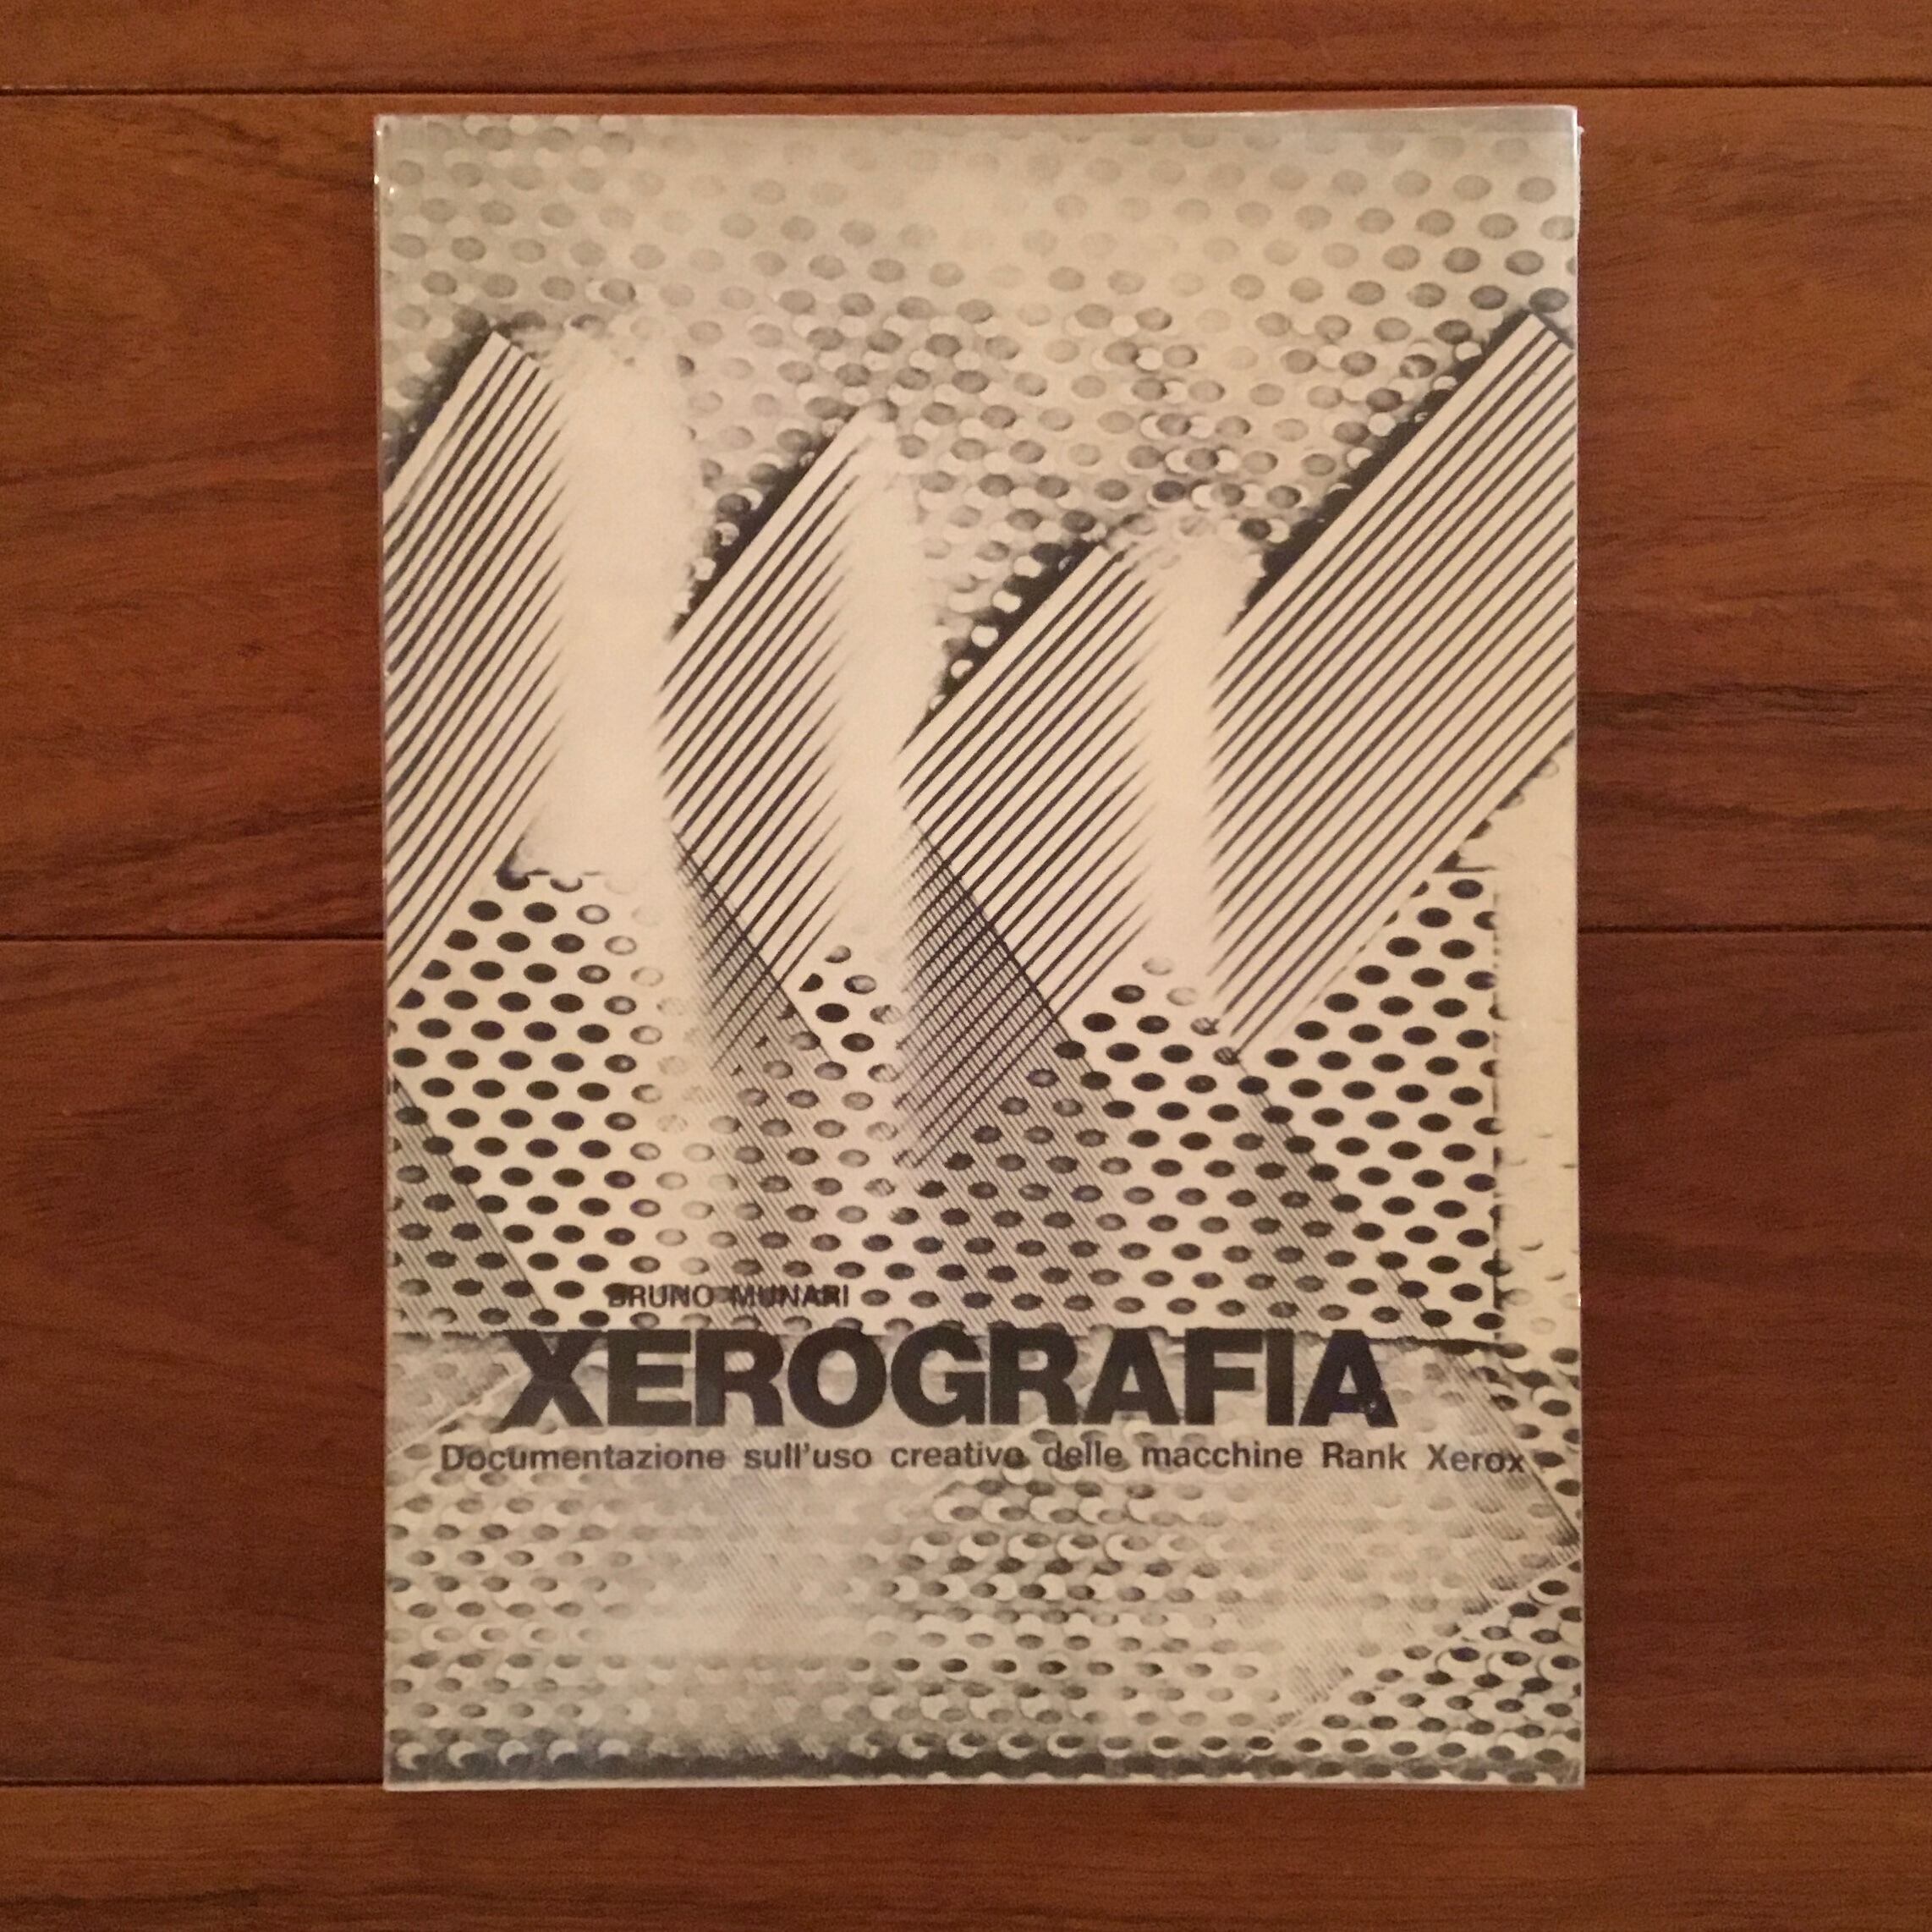 BRUNO MUNARI
XEROGRAFIA
Documentazione sull'uso creativo delle macchine Rank Xerox